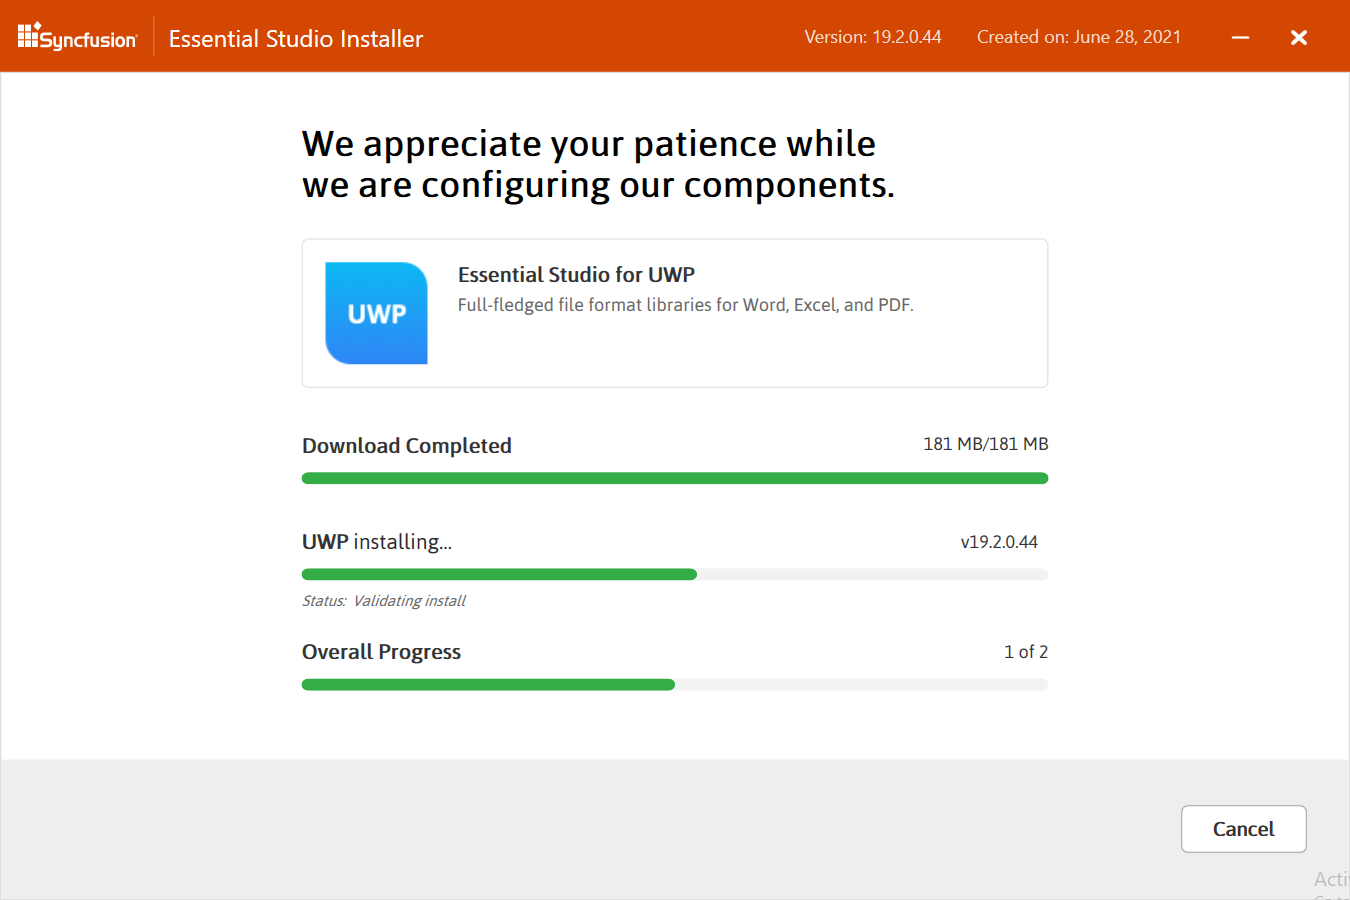 Syncfusion
Essential Studio Installer
Version: 19.2.0.44
Created on: June 28, 2021
We appreciate your patience while
we are configuring our components.
UWP
Essential Studio for UWP
Full-fledged file format libraries for Word, Excel, and PDF.
Download Completed
181 MB/181 MB
UWP installing...
v19.2.0.44
Status: Validating install
Overall Progress
1 of 2
Cancel